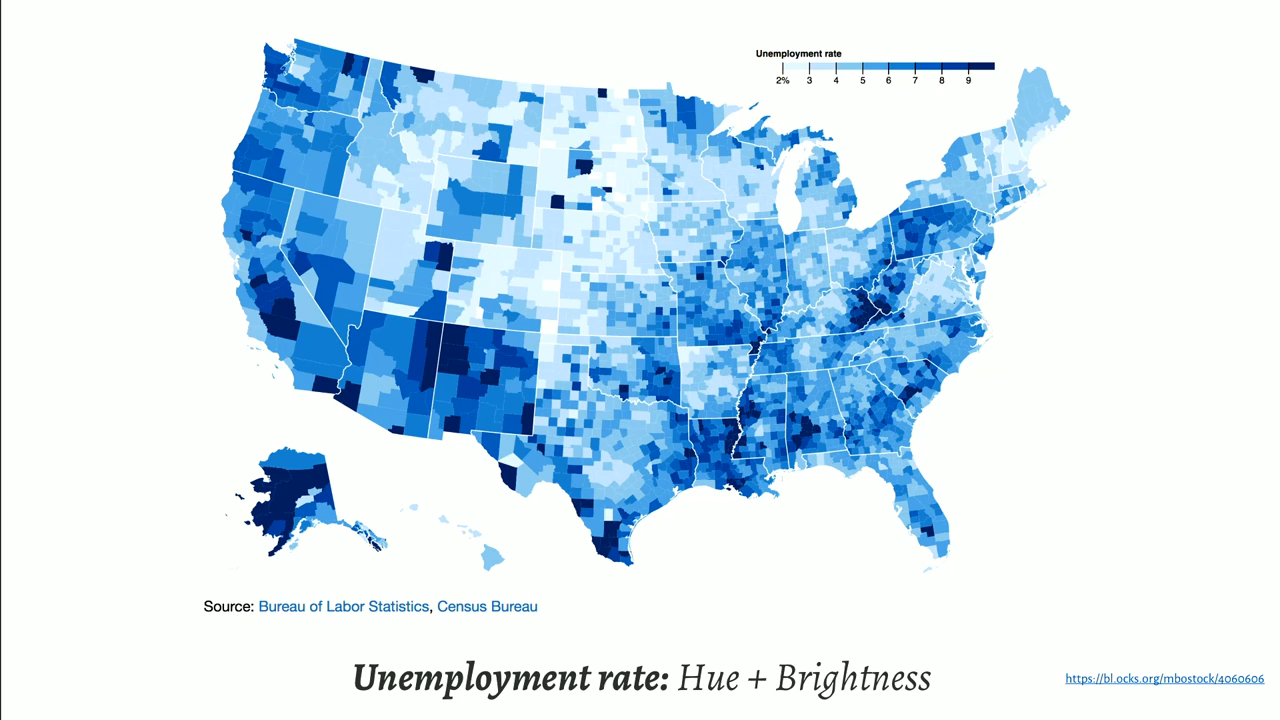 Unemployment rate
2% 3 4 5 6 7 8 9
Source: Bureau of Labor Statistics, Census Bureau
Unemployment rate: Hue + Brightness
https://bl.ocks.org/mbostock/4060606